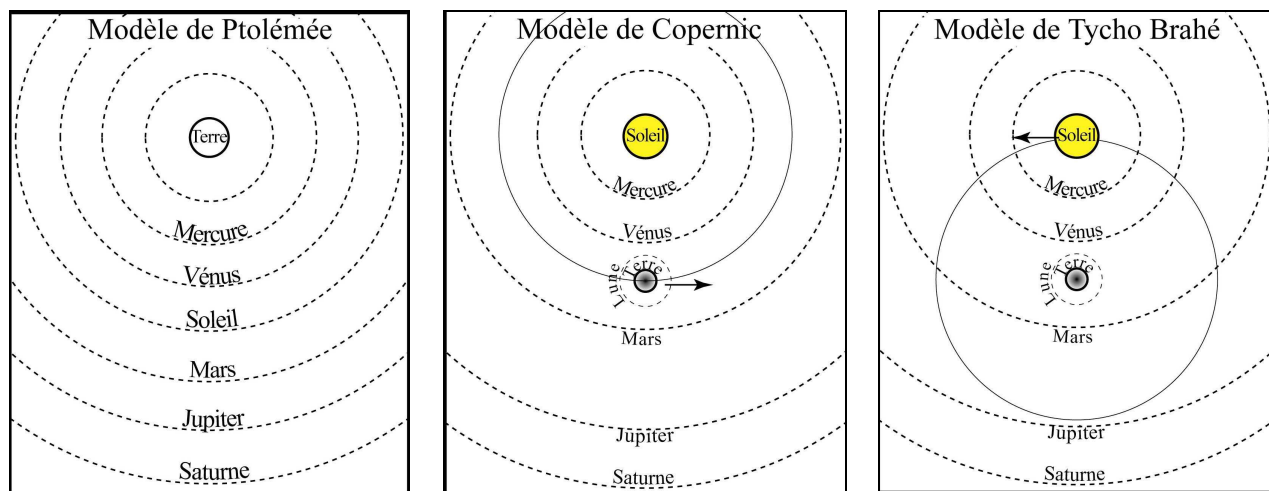 Modèle de Ptolémée
Terre
Mercure
Vénus
Soleil
Mars
Jupiter
Saturne
Modèle de Copernic
Soleil
Mercure
Vénus
Terre
Lune
Mars
Jupiter
Saturne
Modèle de Tycho Brahé
Soleil
Mercure
Vénus
Terre
Lune
Mars
Jupiter
Saturne